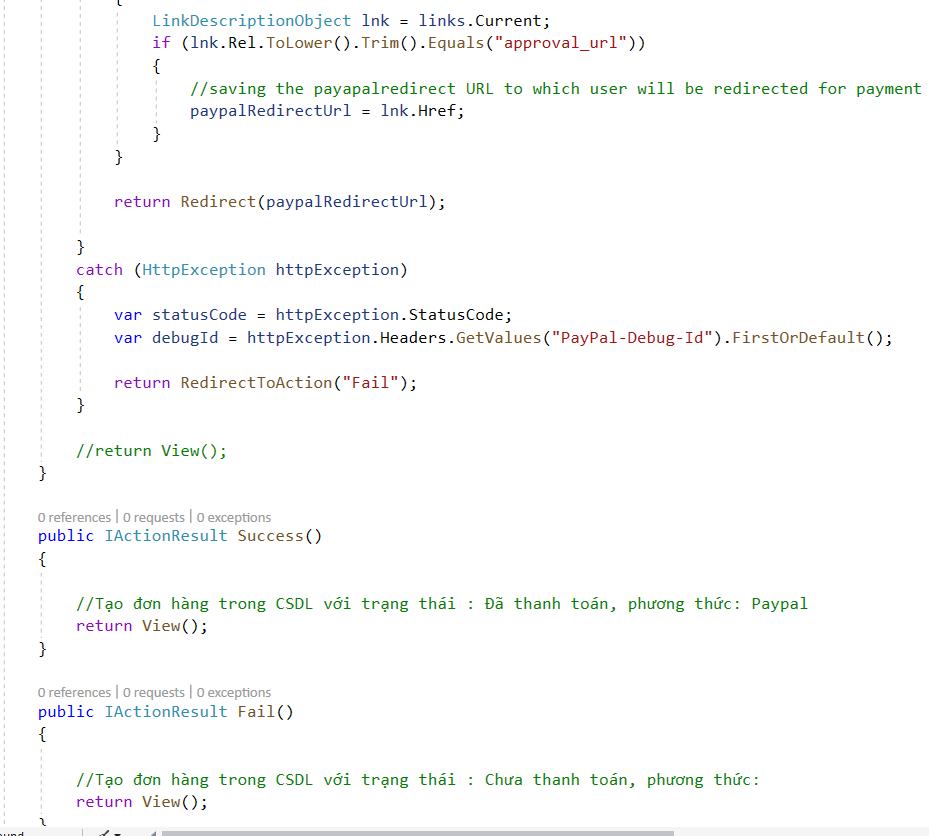 {
LinkDescriptionObject lnk = links.Current;
if (lnk.Rel.ToLower().Trim().Equals("approval_url"))
{
//saving the payapalredirect URL to which user will be redirected for payment
paypalRedirectUrl = lnk.Href;
}
}
return Redirect(paypalRedirectUrl);
}
catch (HttpException httpException)
{
var statusCode = httpException.StatusCode;
var debugId = httpException.Headers.GetValues("PayPal-Debug-Id").FirstOrDefault();
return RedirectToAction("Fail");
}
//return View();
}
0 references | 0 requests | 0 exceptions
public IActionResult Success()
{
//Tạo đơn hàng trong CSDL với trạng thái : Đã thanh toán, phương thức: Paypal
return View();
}
0 references | 0 requests | 0 exceptions
public IActionResult Fail()
{
//Tạo đơn hàng trong CSDL với trạng thái : Chưa thanh toán, phương thức:
return View();
}